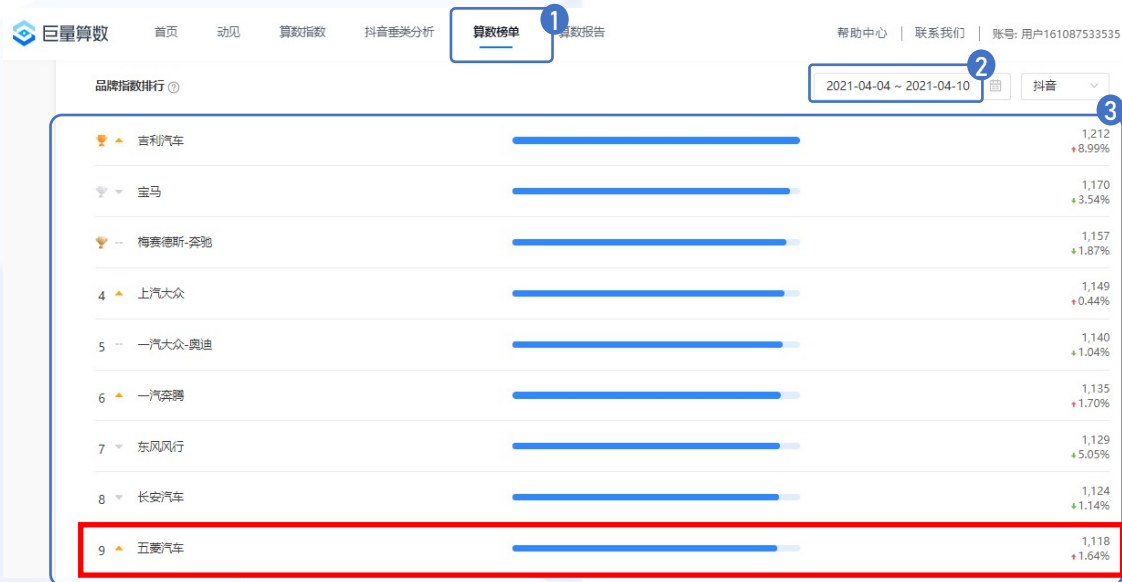 巨量算数 首页 动见 算数指数 抖音垂类分析 算数榜单 1 算数报告 帮助中心 | 联系我们 | 账号: 用户161087533535
2
品牌指数排行 ? 2021-04-04 ~ 2021-04-10 抖音
3
吉利汽车 1,212
8.99%
宝马 1,170
3.54%
梅赛德斯-奔驰 1,157
1.87%
4 上汽大众 1,149
0.44%
5 一汽大众-奥迪 1,140
1.04%
6 一汽奔腾 1,135
1.70%
7 东风风行 1,129
5.05%
8 长安汽车 1,124
1.14%
9 五菱汽车 1,118
1.64%